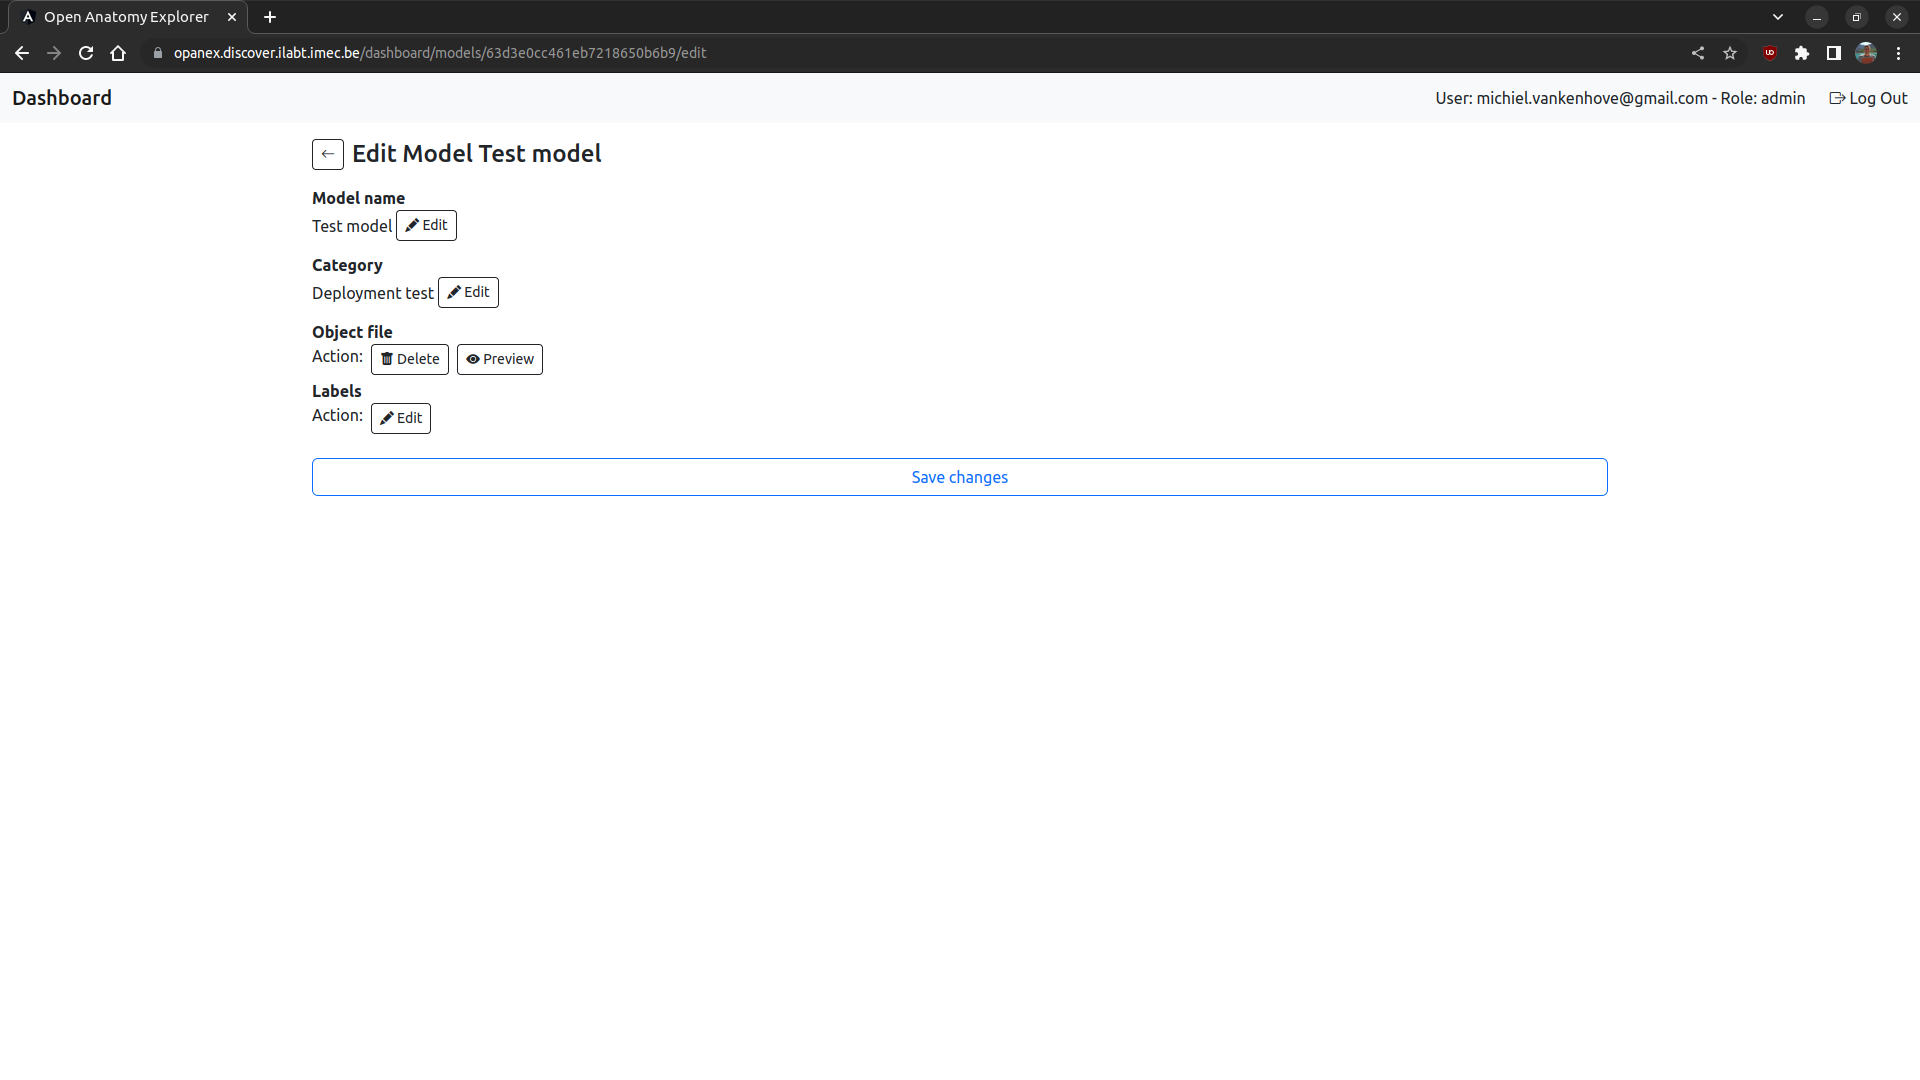 Open Anatomy Explorer
opanex.discover.ilabt.imec.be/dashboard/models/63d3e0cc461eb7218650b6b9/edit
Dashboard
User: michiel.vankenhove@gmail.com - Role: admin
Log Out
Edit Model Test model
Model name
Test model Edit
Category
Deployment test Edit
Object file
Action: Delete Preview
Labels
Action: Edit
Save changes